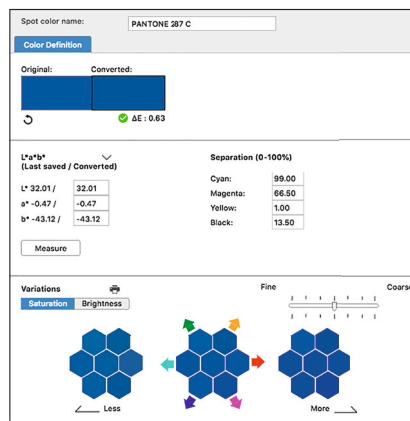 Spot color name: PANTONE 287 C
Color Definition
Original: Converted:
ΔE : 0.63
L*a*b*
(Last saved / Converted)
L* 32.01 / 32.01
a* -0.47 / -0.47
b* -43.12 / -43.12
Measure
Separation (0-100%)
Cyan: 99.00
Magenta: 66.50
Yellow: 1.00
Black: 13.50
Variations
Saturation Brightness
Fine Coarse
Less
More